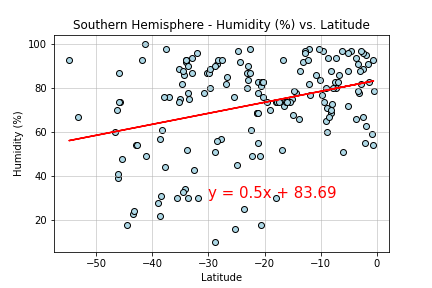 Southern Hemisphere - Humidity (%) vs. Latitude
100
80
60
40
20
Humidity (%)
y = 0.5x + 83.69
−50
−40
−30
−20
−10
0
Latitude